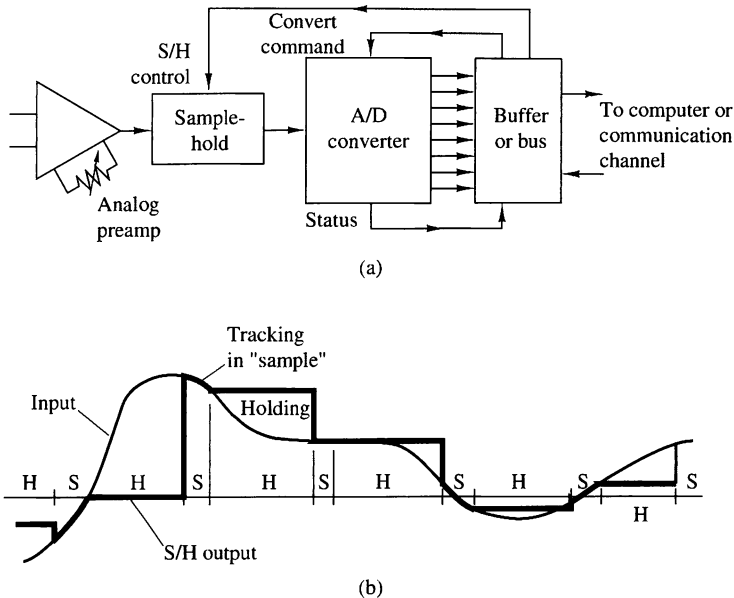 Convert
command
S/H
control
Sample-
hold
A/D
converter
Buffer
or bus
To computer or
communication
channel
Analog
preamp
Status
(a)
Tracking
in "sample"
Input
Holding
H S H S H S H S H S S
H
S/H output
(b)